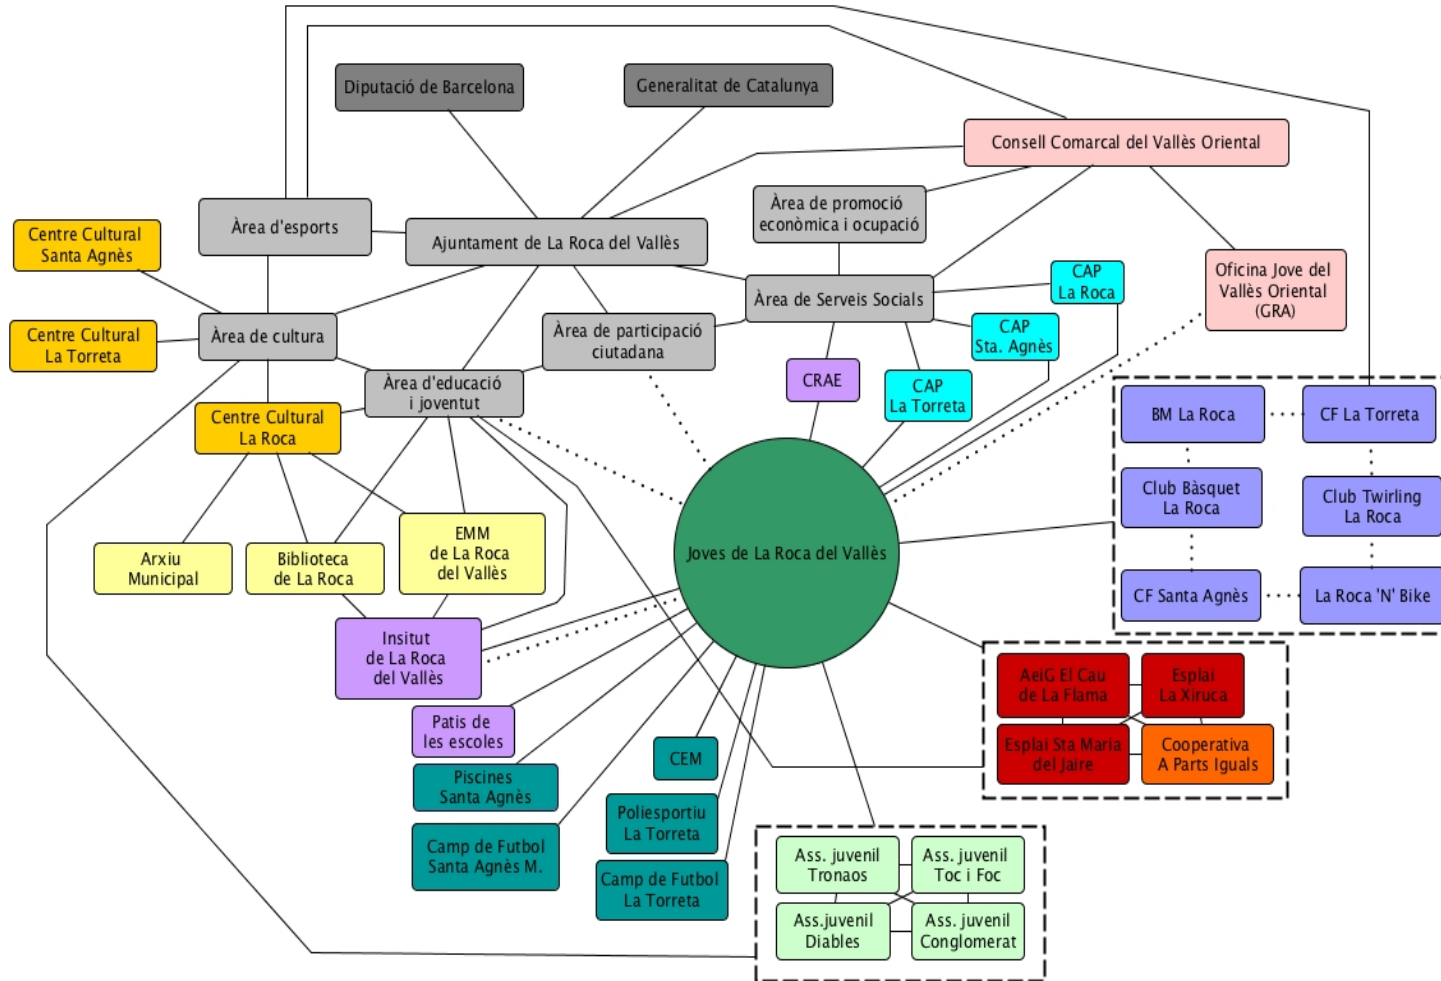 Diputació de Barcelona
Generalitat de Catalunya
Consell Comarcal del Vallès Oriental
Àrea d'esports
Ajuntament de La Roca del Vallès
Àrea de promoció
econòmica i ocupació
Centre Cultural
Santa Agnès
Oficina Jove del
Vallès Oriental
(GRA)
Àrea de Serveis Socials
CAP
La Roca
Centre Cultural
La Torreta
Àrea de cultura
Àrea de participació
ciutadana
CAP
Sta. Agnès
Àrea d'educació
i joventut
CRAE
CAP
La Torreta
Centre Cultural
La Roca
BM La Roca
CF La Torreta
Club Bàsquet
La Roca
Club Twirling
La Roca
Arxiu
Municipal
Biblioteca
de La Roca
EMM
de La Roca
del Vallès
Joves de La Roca del Vallès
CF Santa Agnès
La Roca 'N' Bike
Insitut
de La Roca
del Vallès
AeiG El Cau
de La Flama
Esplai
La Xiruca
Patis de
les escoles
Esplai Sta Maria
del Jaire
Cooperativa
A Parts Iguals
CEM
Piscines
Santa Agnès
Poliesportiu
La Torreta
Camp de Futbol
Santa Agnès M.
Camp de Futbol
La Torreta
Ass. juvenil
Tronaos
Ass. juvenil
Toc i Foc
Ass.juvenil
Diables
Ass. juvenil
Conglomerat